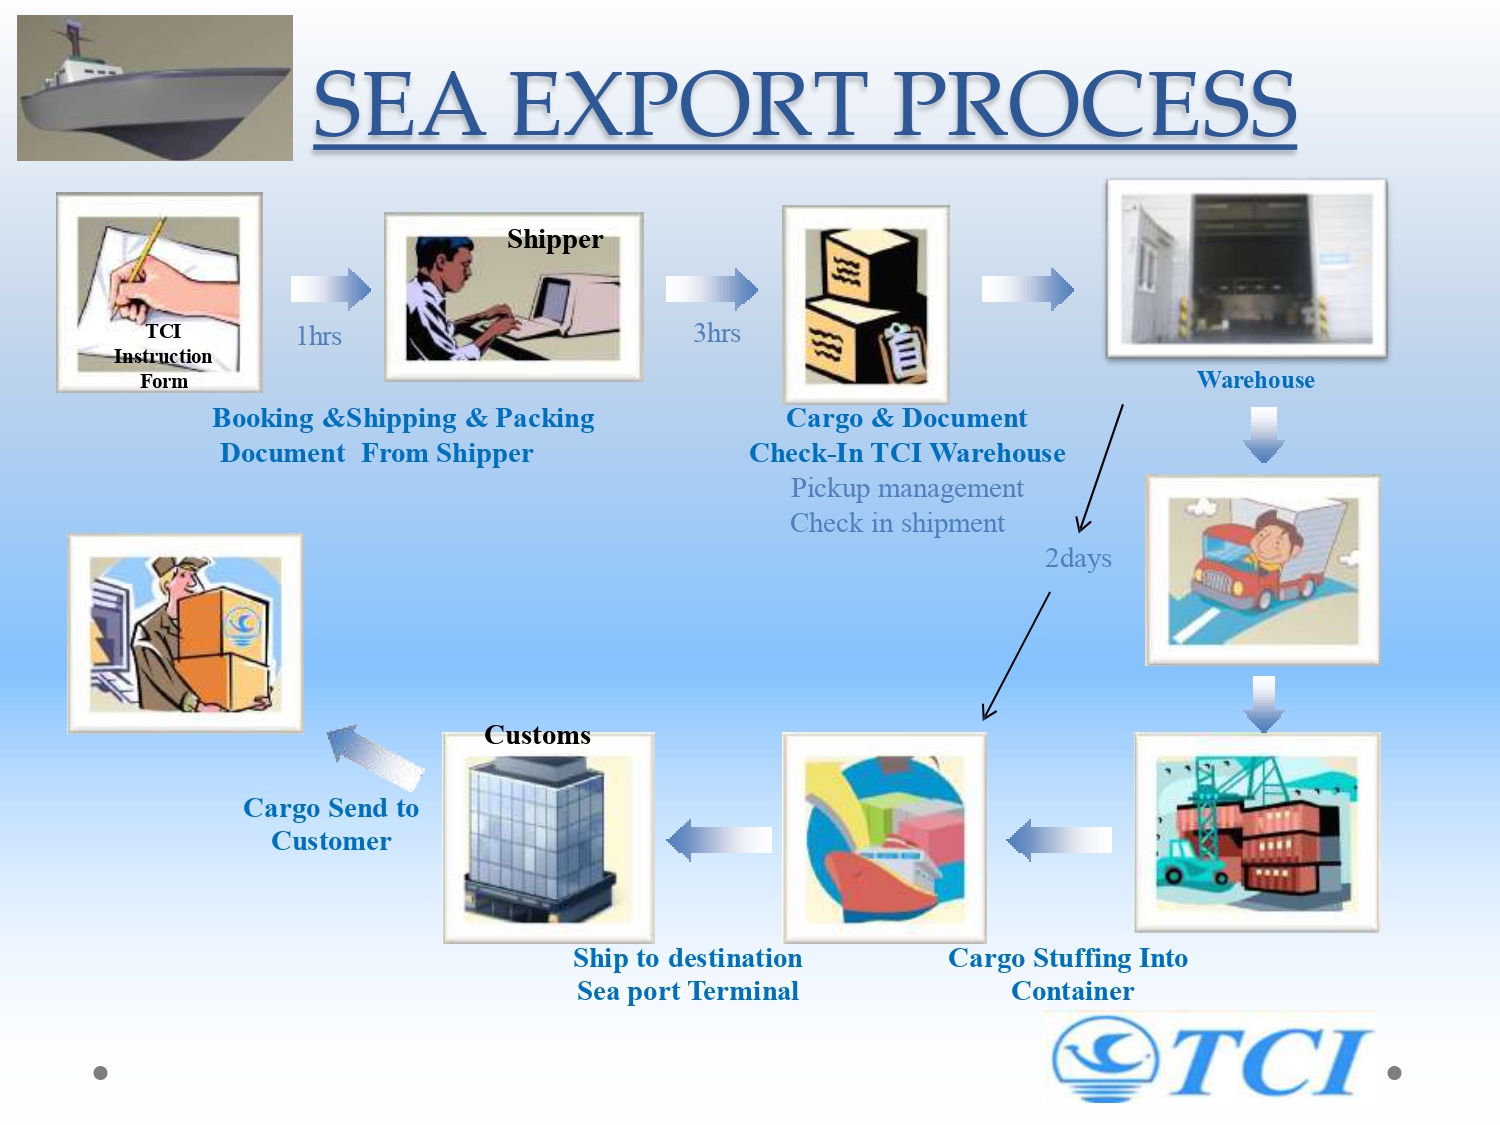 SEA EXPORT PROCESS
TCI
Instruction
Form
1hrs
Shipper
3hrs
Warehouse
Booking &Shipping & Packing
Document  From Shipper
Cargo & Document
Check-In TCI Warehouse
Pickup management
Check in shipment
2days
Customs
Cargo Send to
Customer
Ship to destination
Sea port Terminal
Cargo Stuffing Into
Container
TCI